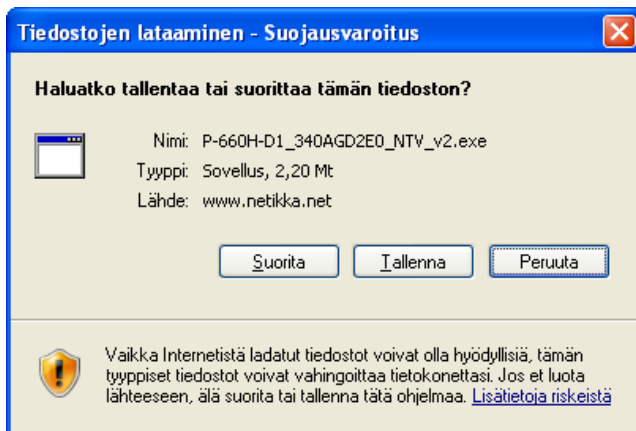 Tiedostojen lataaminen - Suojausvaroitus
Haluatko tallentaa tai suorittaa tämän tiedoston?
Nimi: P-660H-D1_340AGD2E0_NTV_v2.exe
Tyyppi: Sovellus, 2,20 Mt
Lähde: www.netikka.net
Suorita Tallenna Peruuta
Vaikka Internetistä ladatut tiedostot voivat olla hyödyllisiä, tämän
tyyppiset tiedostot voivat vahingoittaa tietokonettasi. Jos et luota
lähteeseen, älä suorita tai tallenna tätä ohjelmaa. Lisätietoja riskeistä